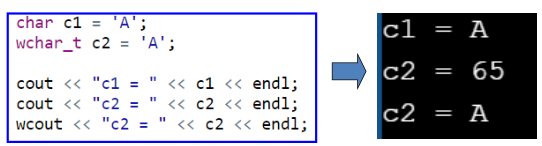 char c1 = 'A';
wchar_t c2 = 'A';
cout << "c1 = " << c1 << endl;
cout << "c2 = " << c2 << endl;
wcout << "c2 = " << c2 << endl;
c1 = A
c2 = 65
c2 = A